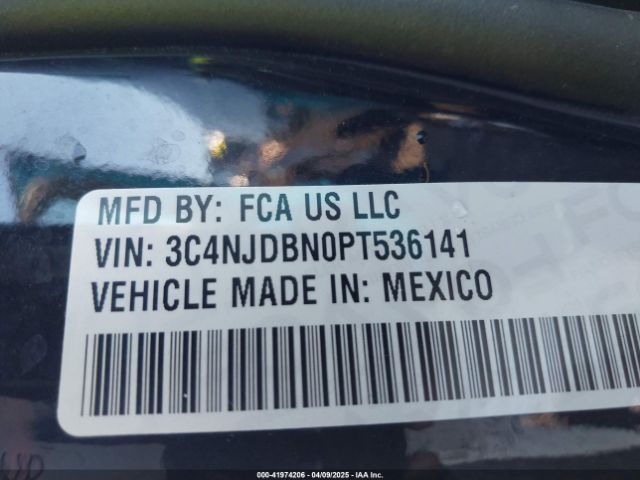 MFD BY: FCA US LLC
VIN: 3C4NJDBN0PT536141
VEHICLE MADE IN: MEXICO
000-41974206 - 04/09/2025 - IAA Inc.